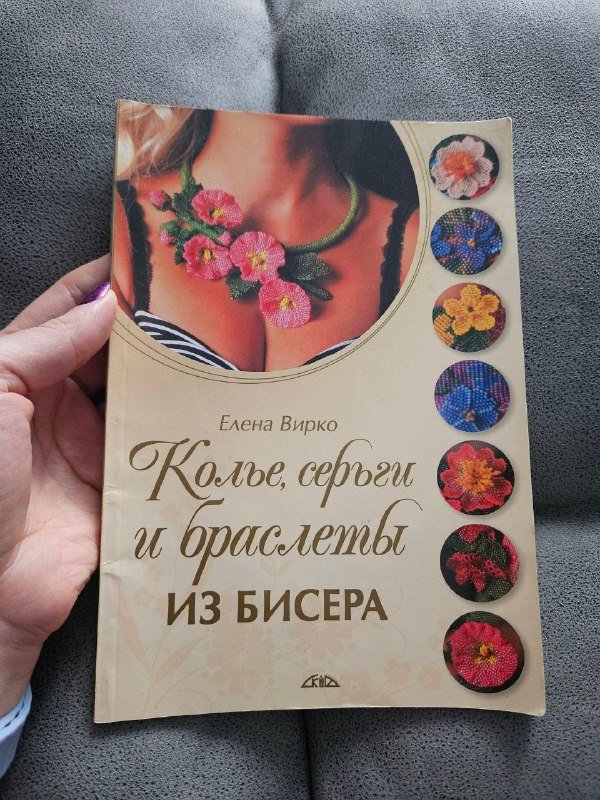 Елена Вирко
Колье, серьги
и браслеты
ИЗ БИСЕРА